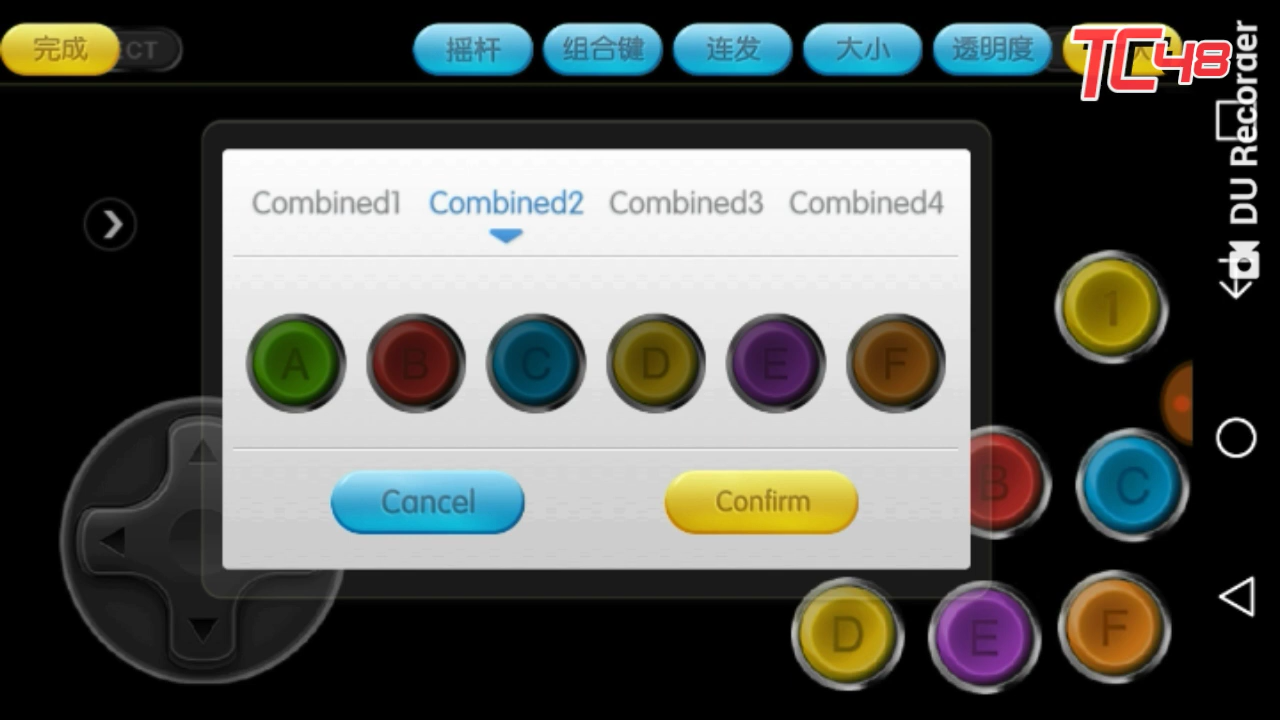 完成
ECT
摇杆
组合键
连发
大小
透明度
TC48
DU Recorder
Combined1 Combined2 Combined3 Combined4
A B C D E F
Cancel Confirm
1
B C
D E F